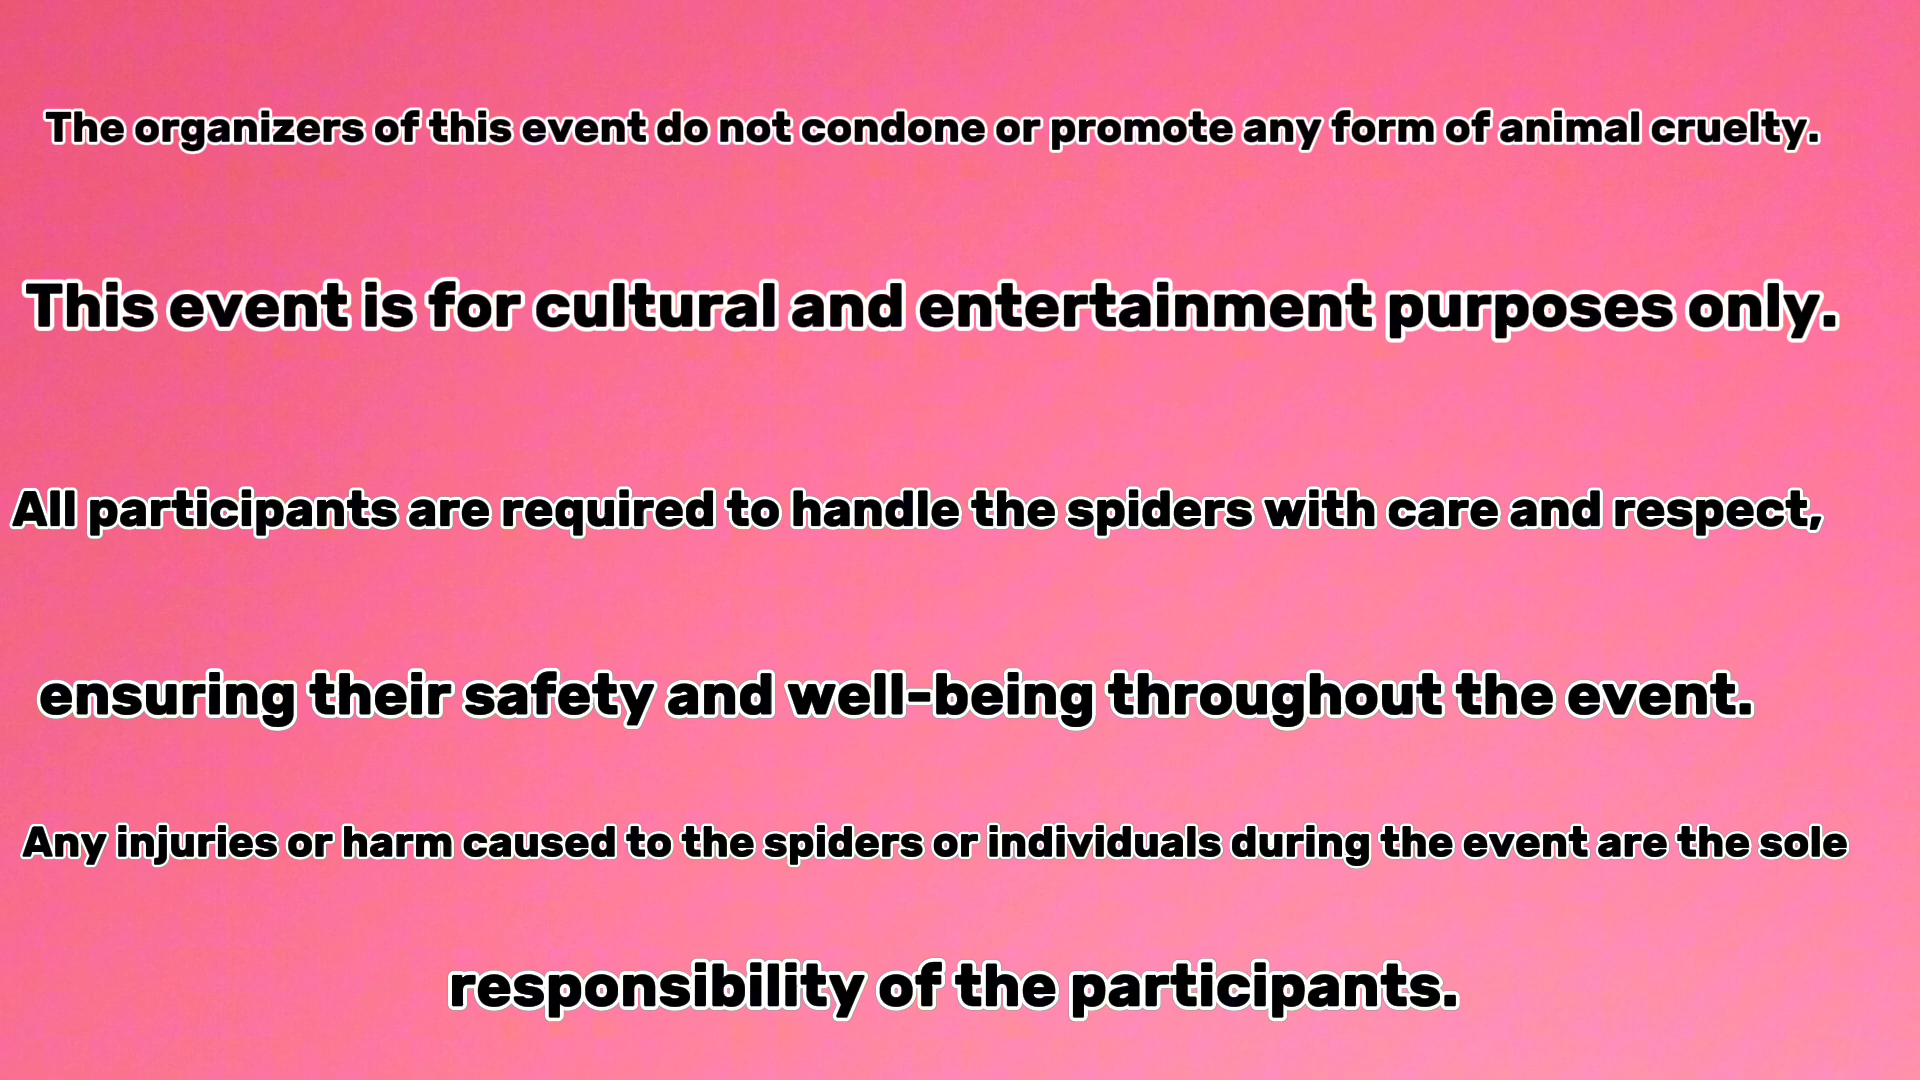 The organizers of this event do not condone or promote any form of animal cruelty.
This event is for cultural and entertainment purposes only.
All participants are required to handle the spiders with care and respect,
ensuring their safety and well-being throughout the event.
Any injuries or harm caused to the spiders or individuals during the event are the sole
responsibility of the participants.